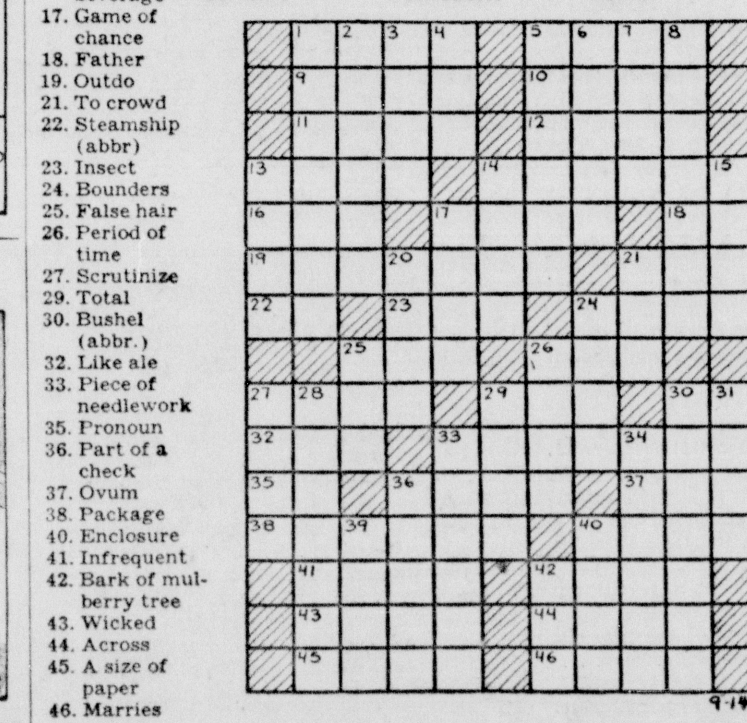 17. Game of
chance
18. Father
19. Outdo
21. To crowd
22. Steamship
(abbr)
23. Insect
24. Bounders
25. False hair
26. Period of
time
27. Scrutinize
29. Total
30. Bushel
(abbr.)
32. Like ale
33. Piece of
needlework
35. Pronoun
36. Part of a
check
37. Ovum
38. Package
40. Enclosure
41. Infrequent
42. Bark of mul-
berry tree
43. Wicked
44. Across
45. A size of
paper
46. Marries
1 2 3 4 5 6 7 8
9 10
11 12
13 14 15
16 17 18
19 20 21
22 23 24
25 26
27 28 29 30 31
32 33 34
35 36 37
38 39 40
41 42
43 44
45 46
9-14